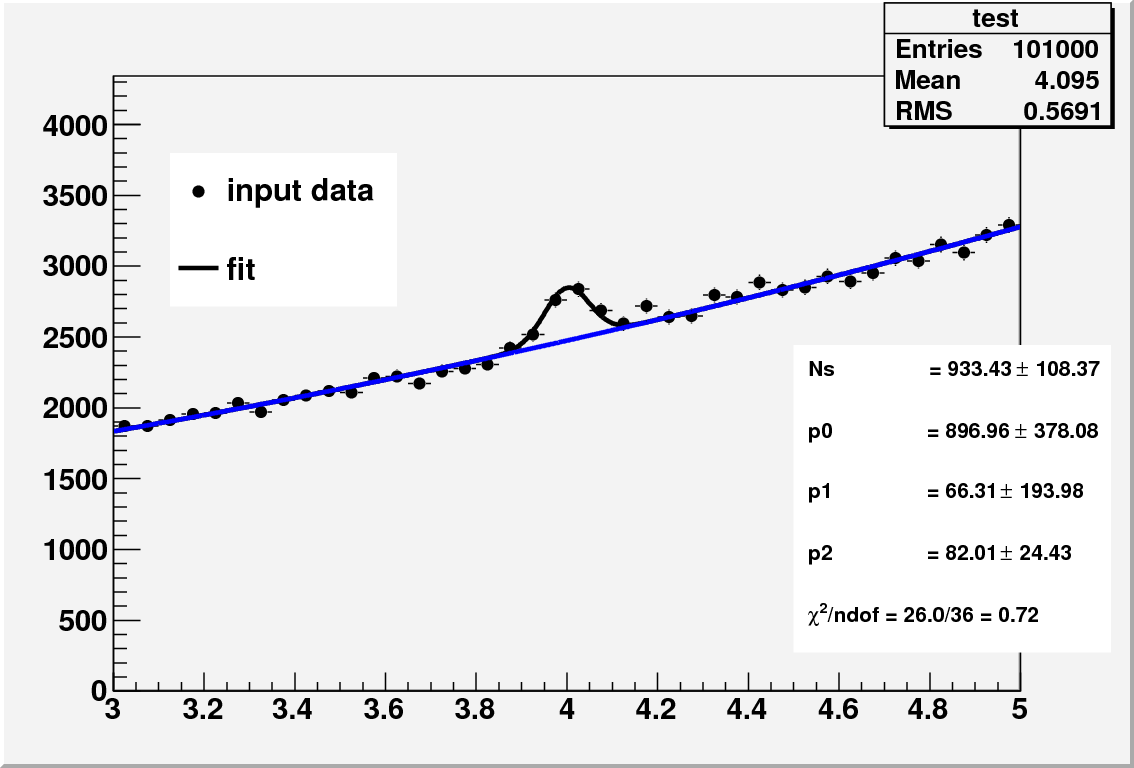 test
Entries 101000
Mean 4.095
RMS 0.5691
4000
3500
3000
2500
2000
1500
1000
500
0
input data
fit
Ns = 933.43 ± 108.37
p0 = 896.96 ± 378.08
p1 = 66.31 ± 193.98
p2 = 82.01 ± 24.43
χ²/ndof = 26.0/36 = 0.72
3 3.2 3.4 3.6 3.8 4 4.2 4.4 4.6 4.8 5